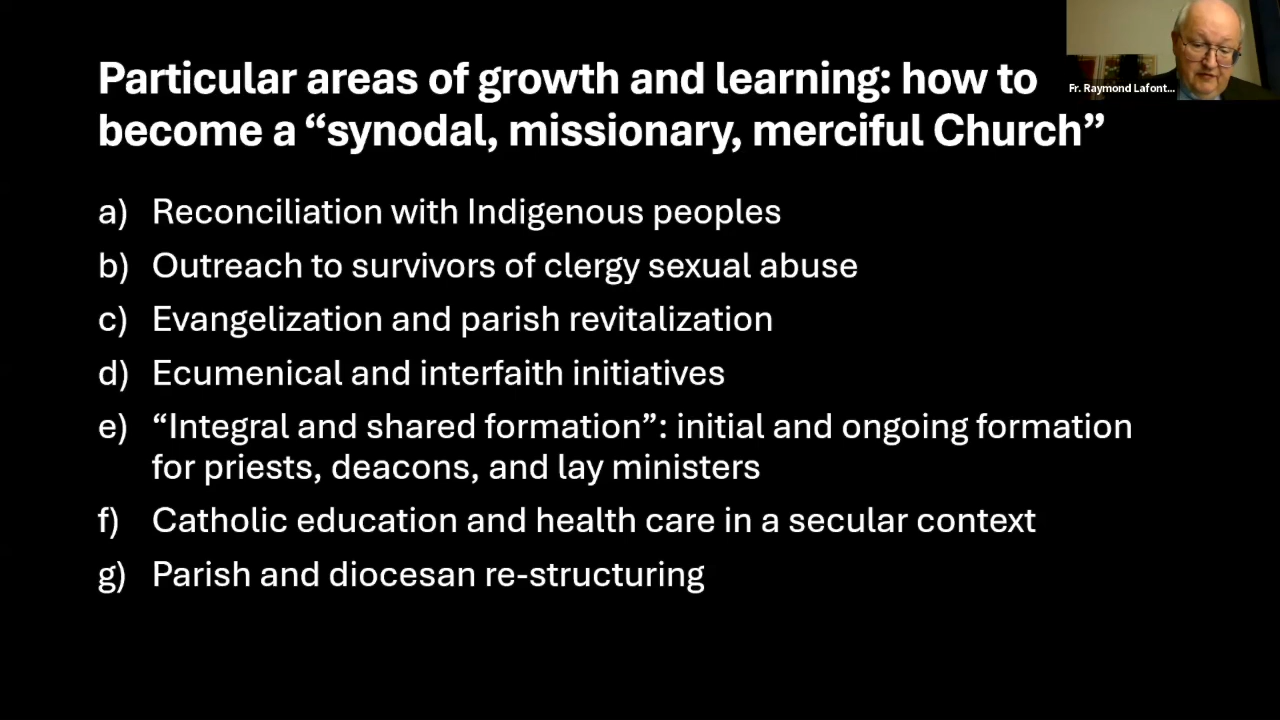 Particular areas of growth and learning: how to
become a “synodal, missionary, merciful Church”
Fr. Raymond Lafont...
a) Reconciliation with Indigenous peoples
b) Outreach to survivors of clergy sexual abuse
c) Evangelization and parish revitalization
d) Ecumenical and interfaith initiatives
e) “Integral and shared formation”: initial and ongoing formation
for priests, deacons, and lay ministers
f) Catholic education and health care in a secular context
g) Parish and diocesan re-structuring